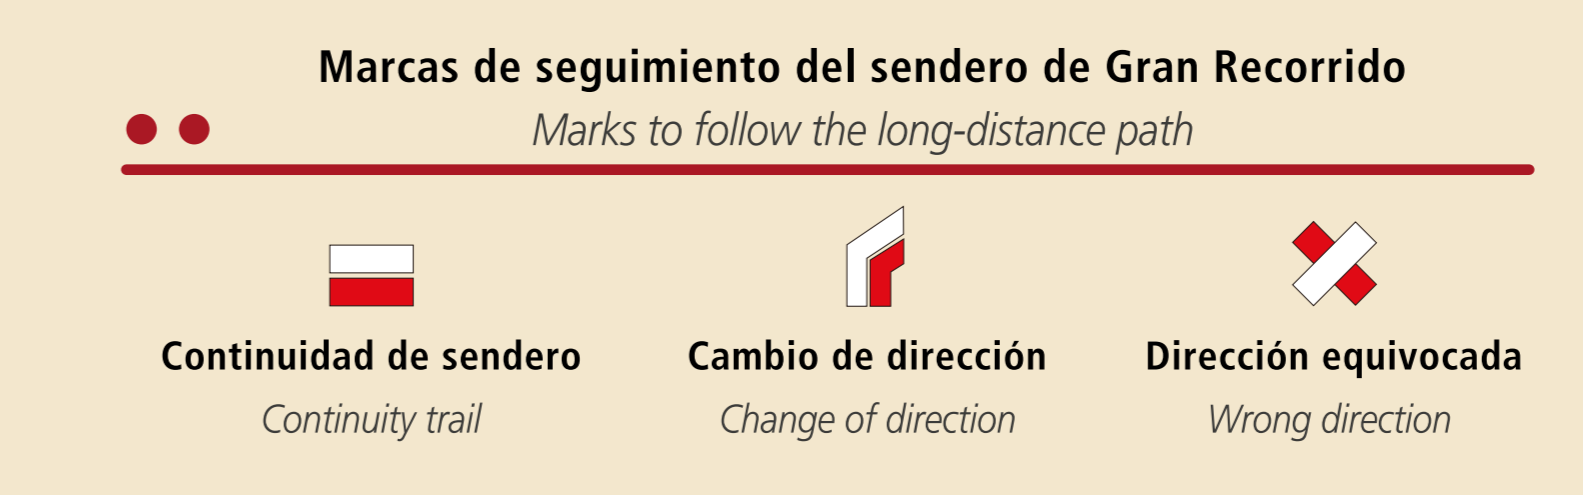 Marcas de seguimiento del sendero de Gran Recorrido
Marks to follow the long-distance path
Continuidad de sendero
Continuity trail
Cambio de dirección
Change of direction
Dirección equivocada
Wrong direction